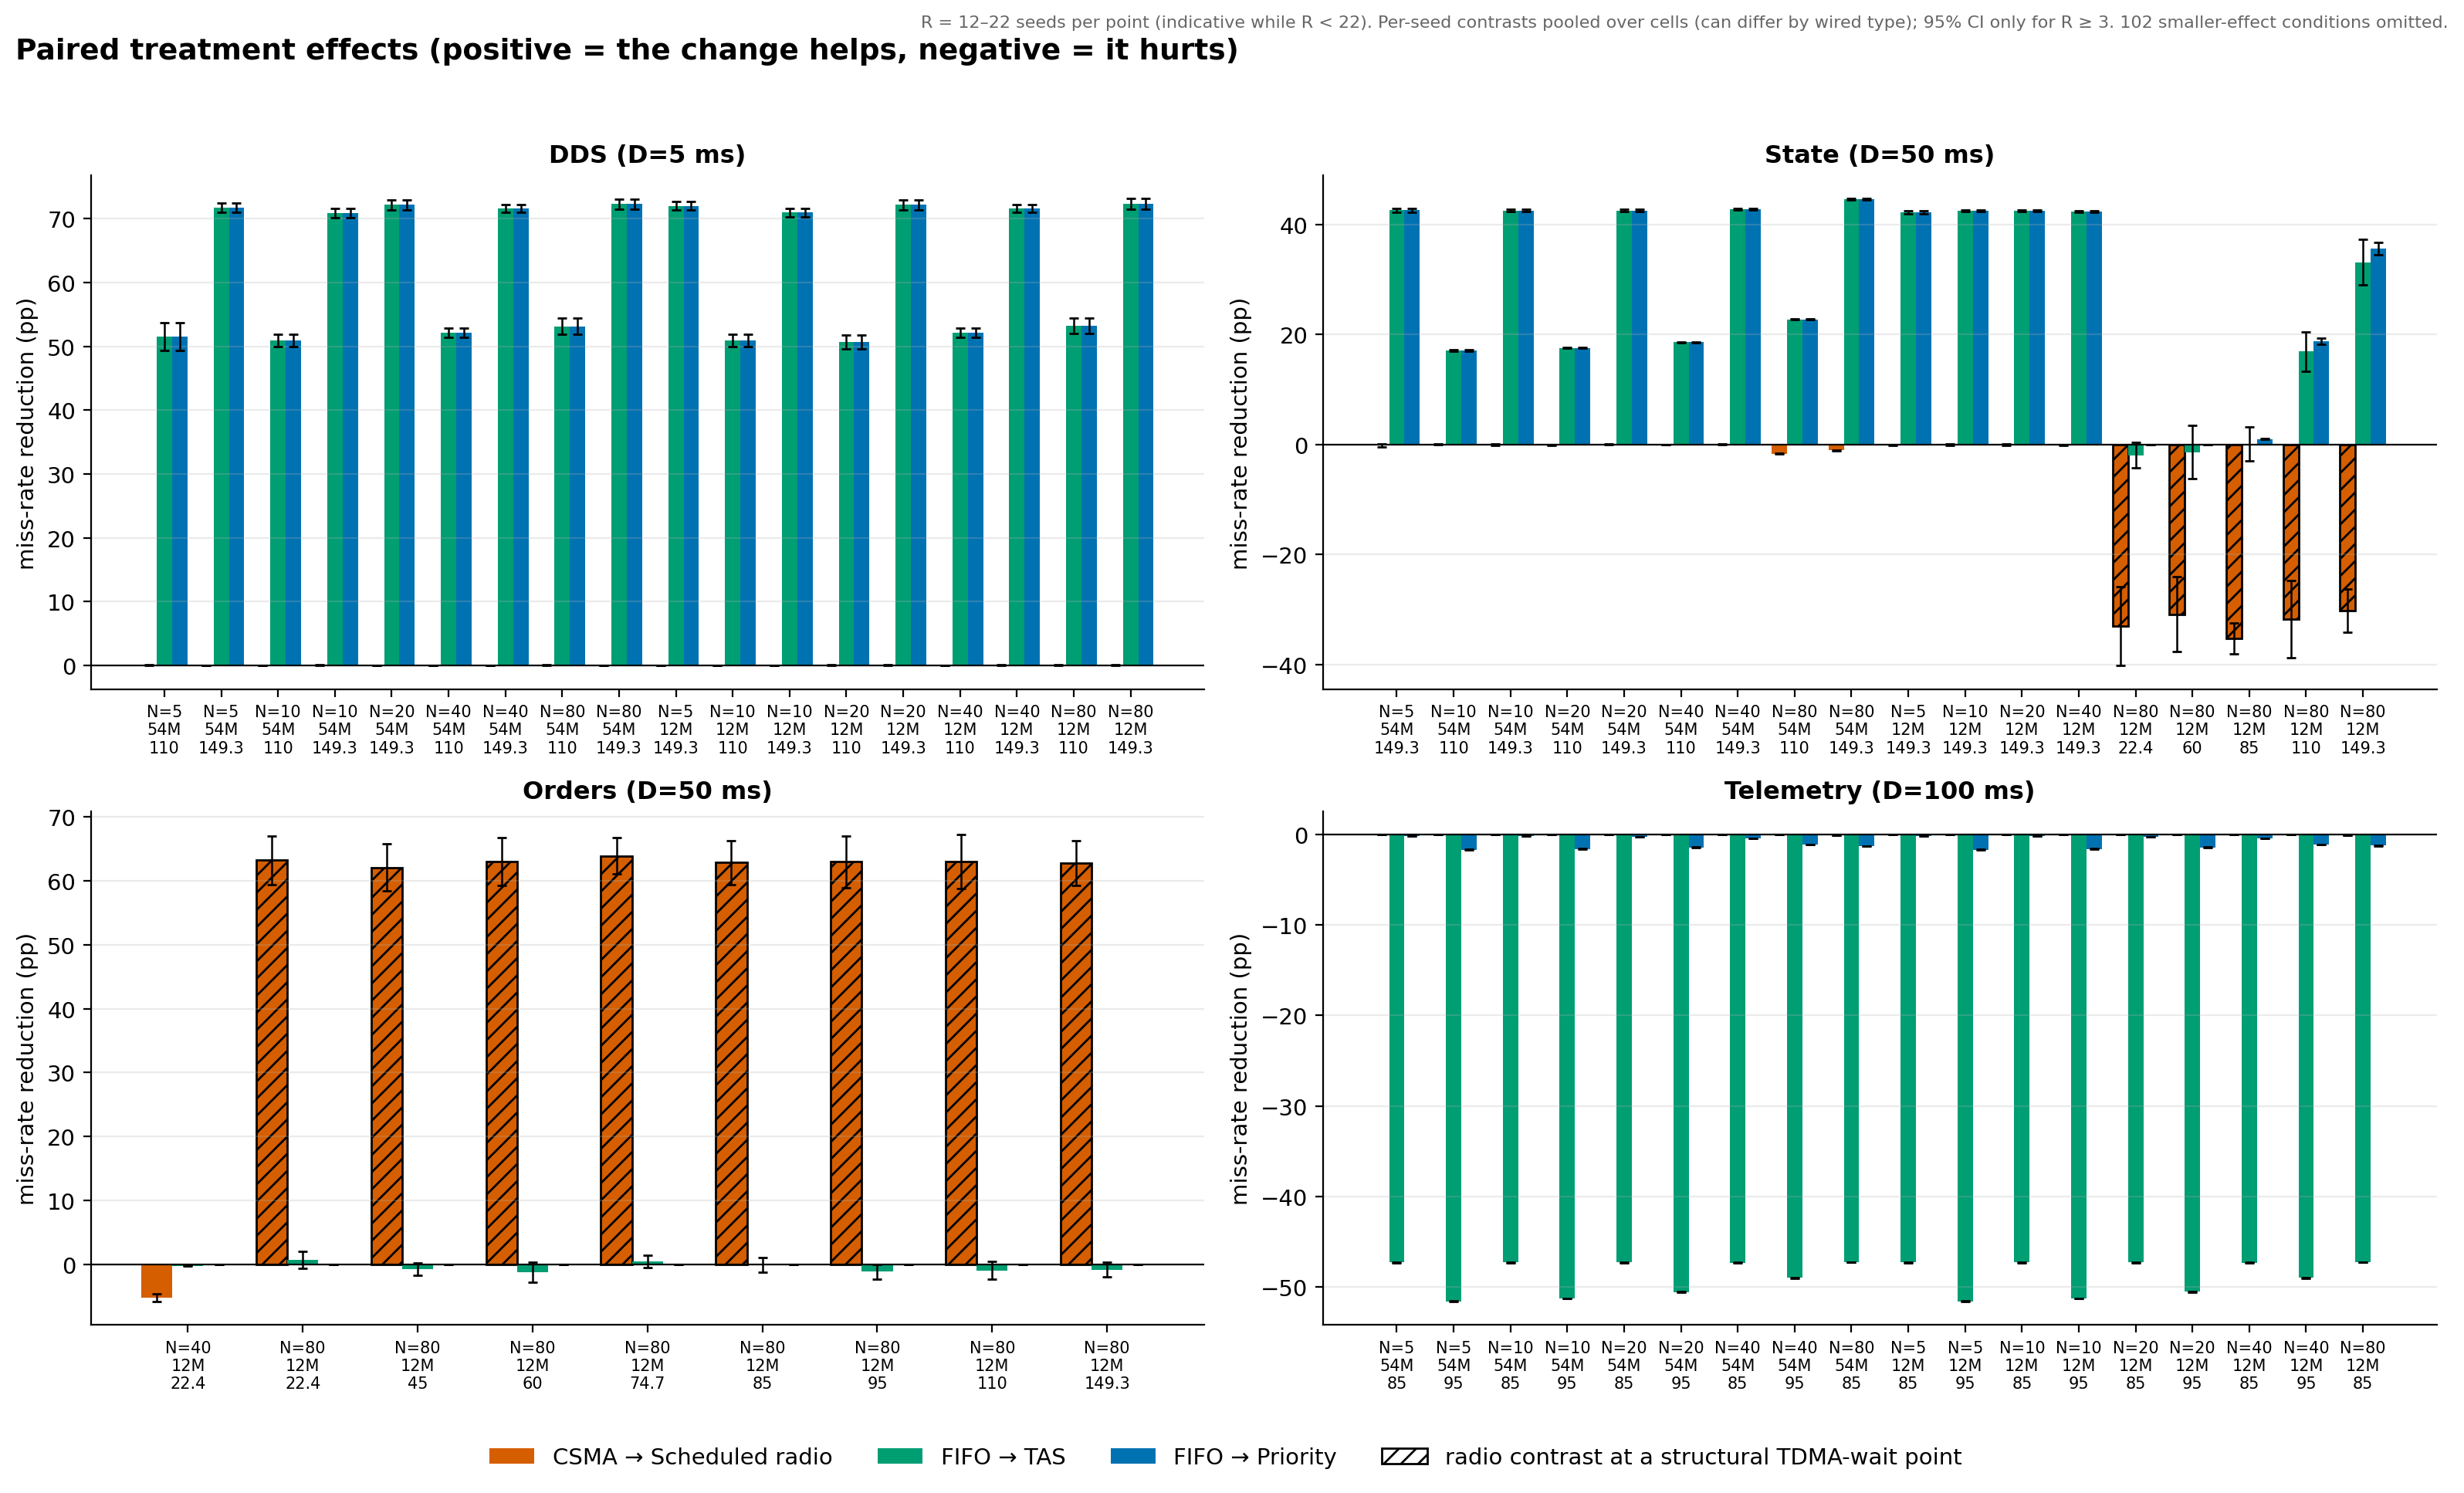 R = 12–22 seeds per point (indicative while R < 22). Per-seed contrasts pooled over cells (can differ by wired type); 95% CI only for R ≥ 3. 102 smaller-effect conditions omitted.
Paired treatment effects (positive = the change helps, negative = it hurts)
DDS (D=5 ms)
miss-rate reduction (pp)
70
60
50
40
30
20
10
0
N=5 N=5 N=10 N=10 N=20 N=40 N=40 N=80 N=80 N=5 N=10 N=10 N=20 N=20 N=40 N=40 N=80 N=80
54M 54M 54M 54M 54M 54M 54M 54M 54M 12M 12M 12M 12M 12M 12M 12M 12M 12M
110 149.3 110 149.3 149.3 110 149.3 110 149.3 149.3 110 149.3 110 149.3 110 149.3 110 149.3
State (D=50 ms)
miss-rate reduction (pp)
40
20
0
−20
−40
N=5 N=10 N=10 N=20 N=20 N=40 N=40 N=80 N=80 N=5 N=10 N=20 N=40 N=80 N=80 N=80 N=80 N=80
54M 54M 54M 54M 54M 54M 54M 54M 54M 12M 12M 12M 12M 12M 12M 12M 12M 12M
149.3 110 149.3 110 149.3 110 149.3 110 149.3 149.3 149.3 149.3 149.3 22.4 60 85 110 149.3
Orders (D=50 ms)
miss-rate reduction (pp)
70
60
50
40
30
20
10
0
N=40 N=80 N=80 N=80 N=80 N=80 N=80 N=80 N=80
12M 12M 12M 12M 12M 12M 12M 12M 12M
22.4 22.4 45 60 74.7 85 95 110 149.3
Telemetry (D=100 ms)
miss-rate reduction (pp)
0
−10
−20
−30
−40
−50
N=5 N=5 N=10 N=10 N=20 N=20 N=40 N=40 N=80 N=5 N=5 N=10 N=10 N=20 N=20 N=40 N=40 N=80
54M 54M 54M 54M 54M 54M 54M 54M 54M 12M 12M 12M 12M 12M 12M 12M 12M 12M
85 95 85 95 85 95 85 95 85 85 95 85 95 85 95 85 95 85
CSMA → Scheduled radio
FIFO → TAS
FIFO → Priority
radio contrast at a structural TDMA-wait point